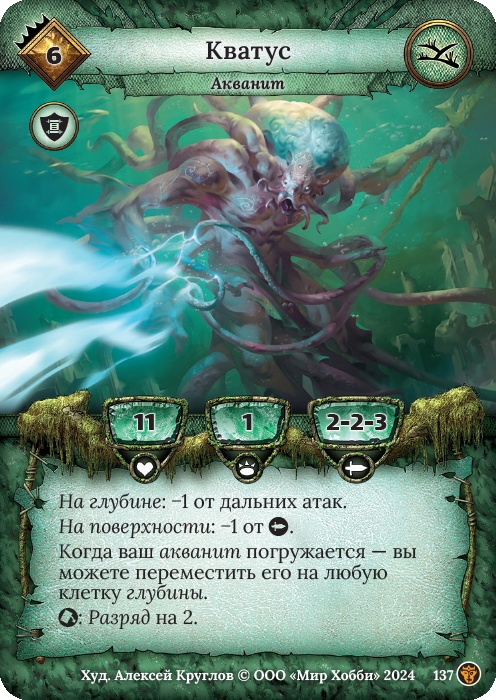 6
Кватус
Акванит
11
1
2-2-3
На глубине: −1 от дальних атак.
На поверхности: −1 от .
Когда ваш акванит погружается — вы
можете переместить его на любую
клетку глубины.
: Разряд на 2.
Худ. Алексей Круглов © ООО «Мир Хобби» 2024 137